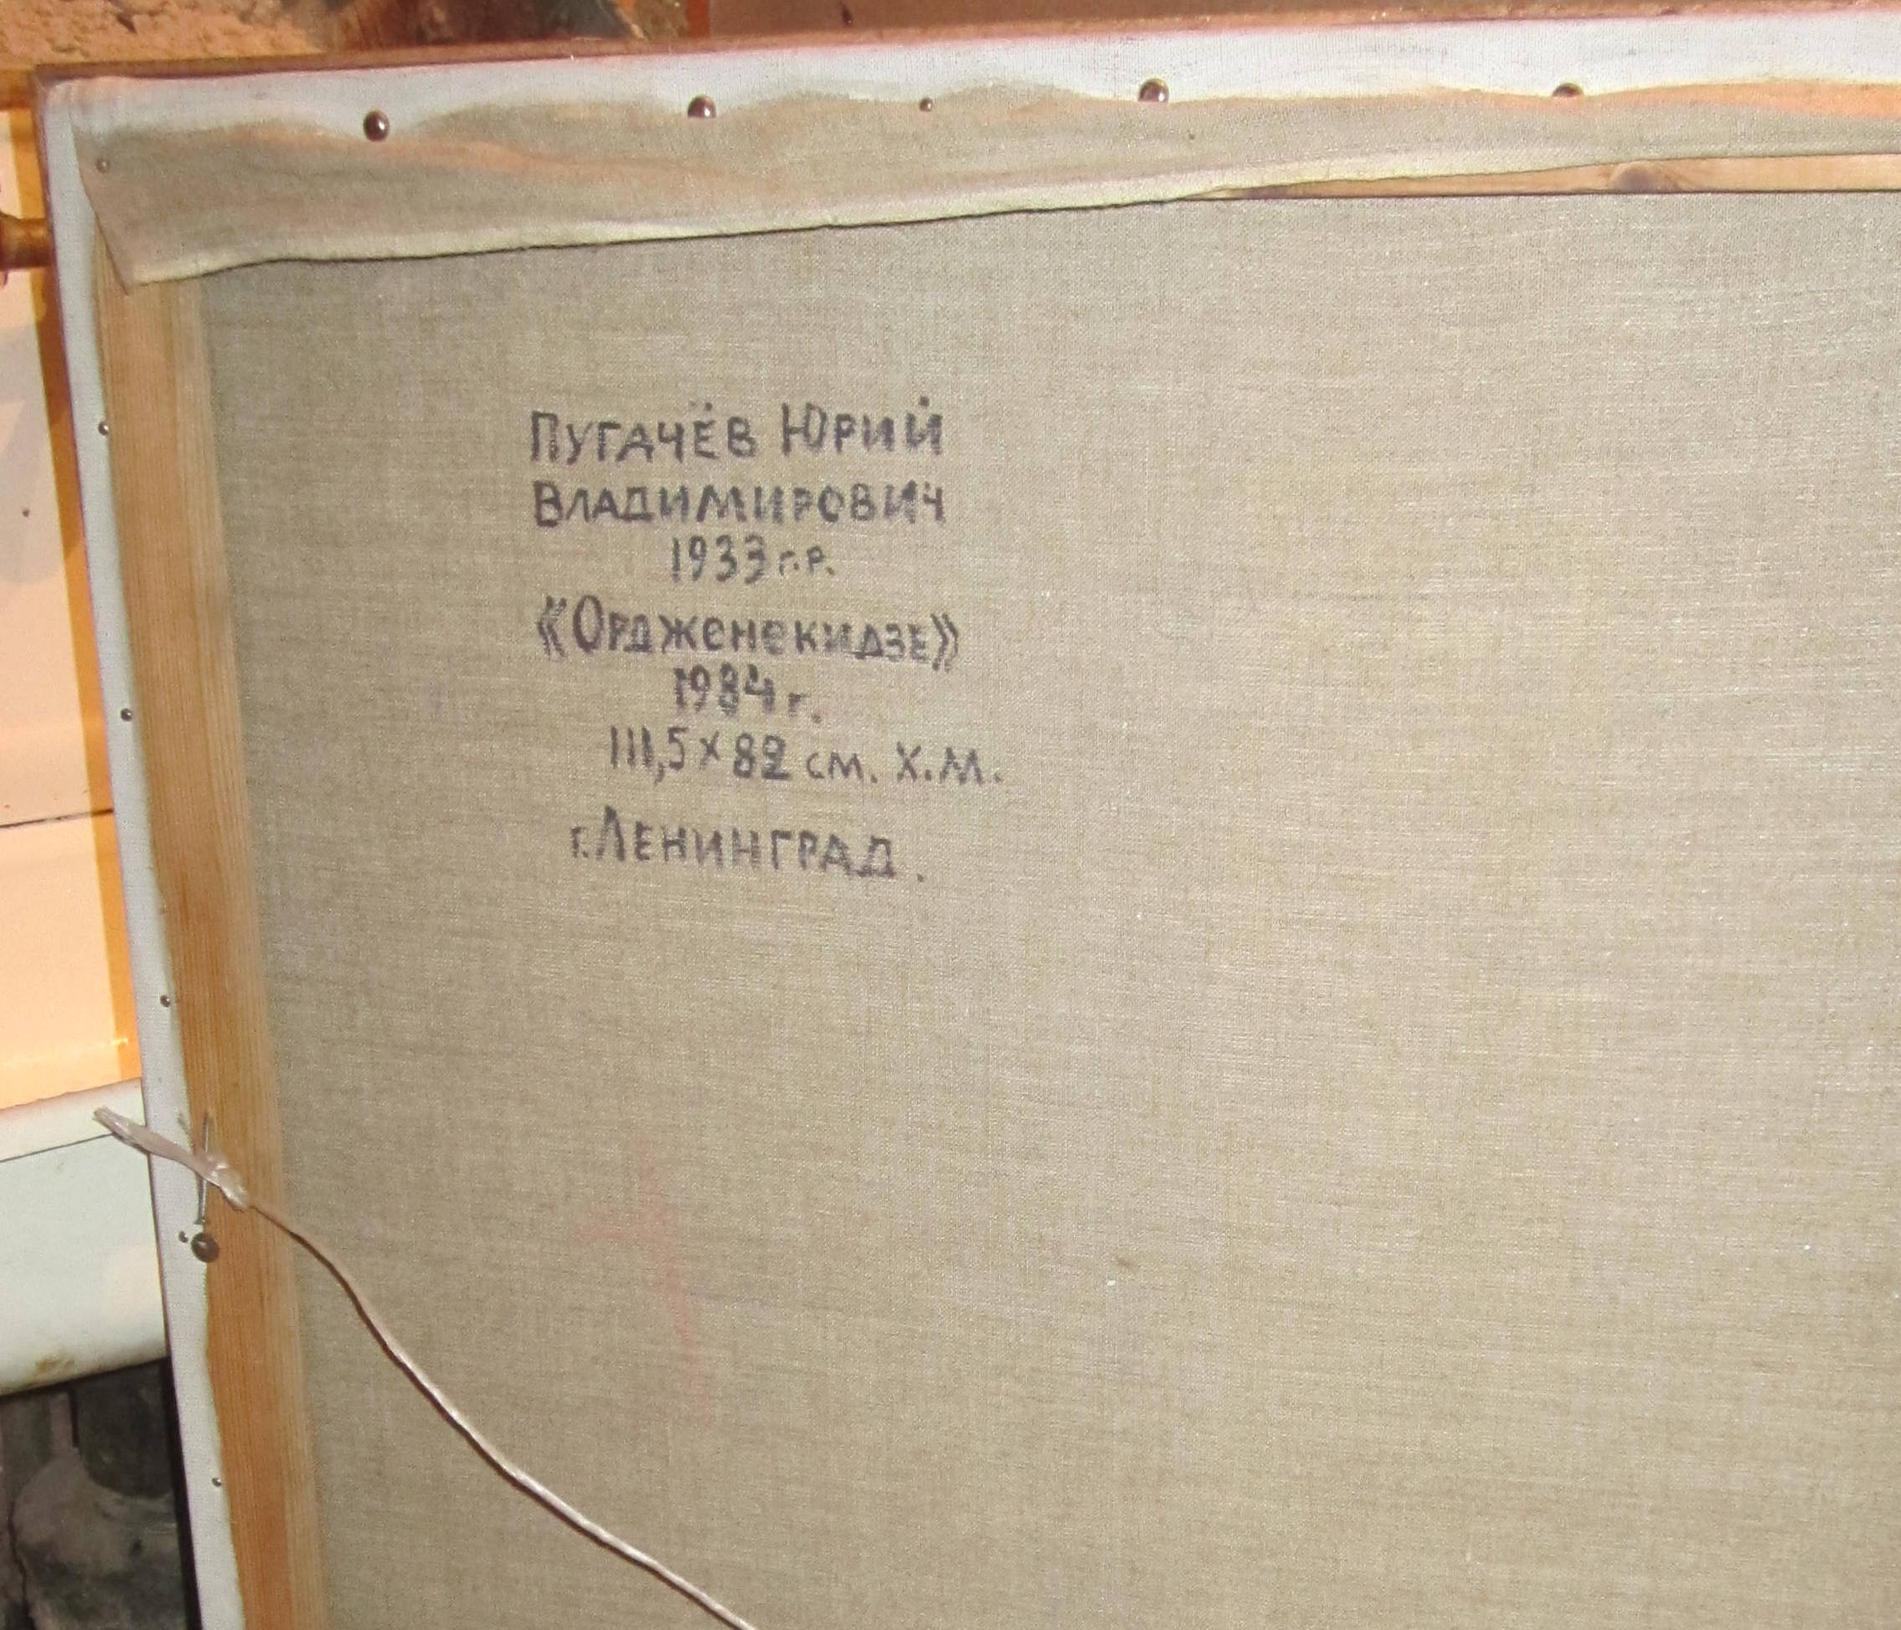 ПУГАЧЁВ ЮРИЙ
ВЛАДИМИРОВИЧ
1933 г.р.
«ОРДЖЕНЕКИДЗЕ»
1984 г.
111,5 х 82 см. Х.М.
г. ЛЕНИНГРАД.